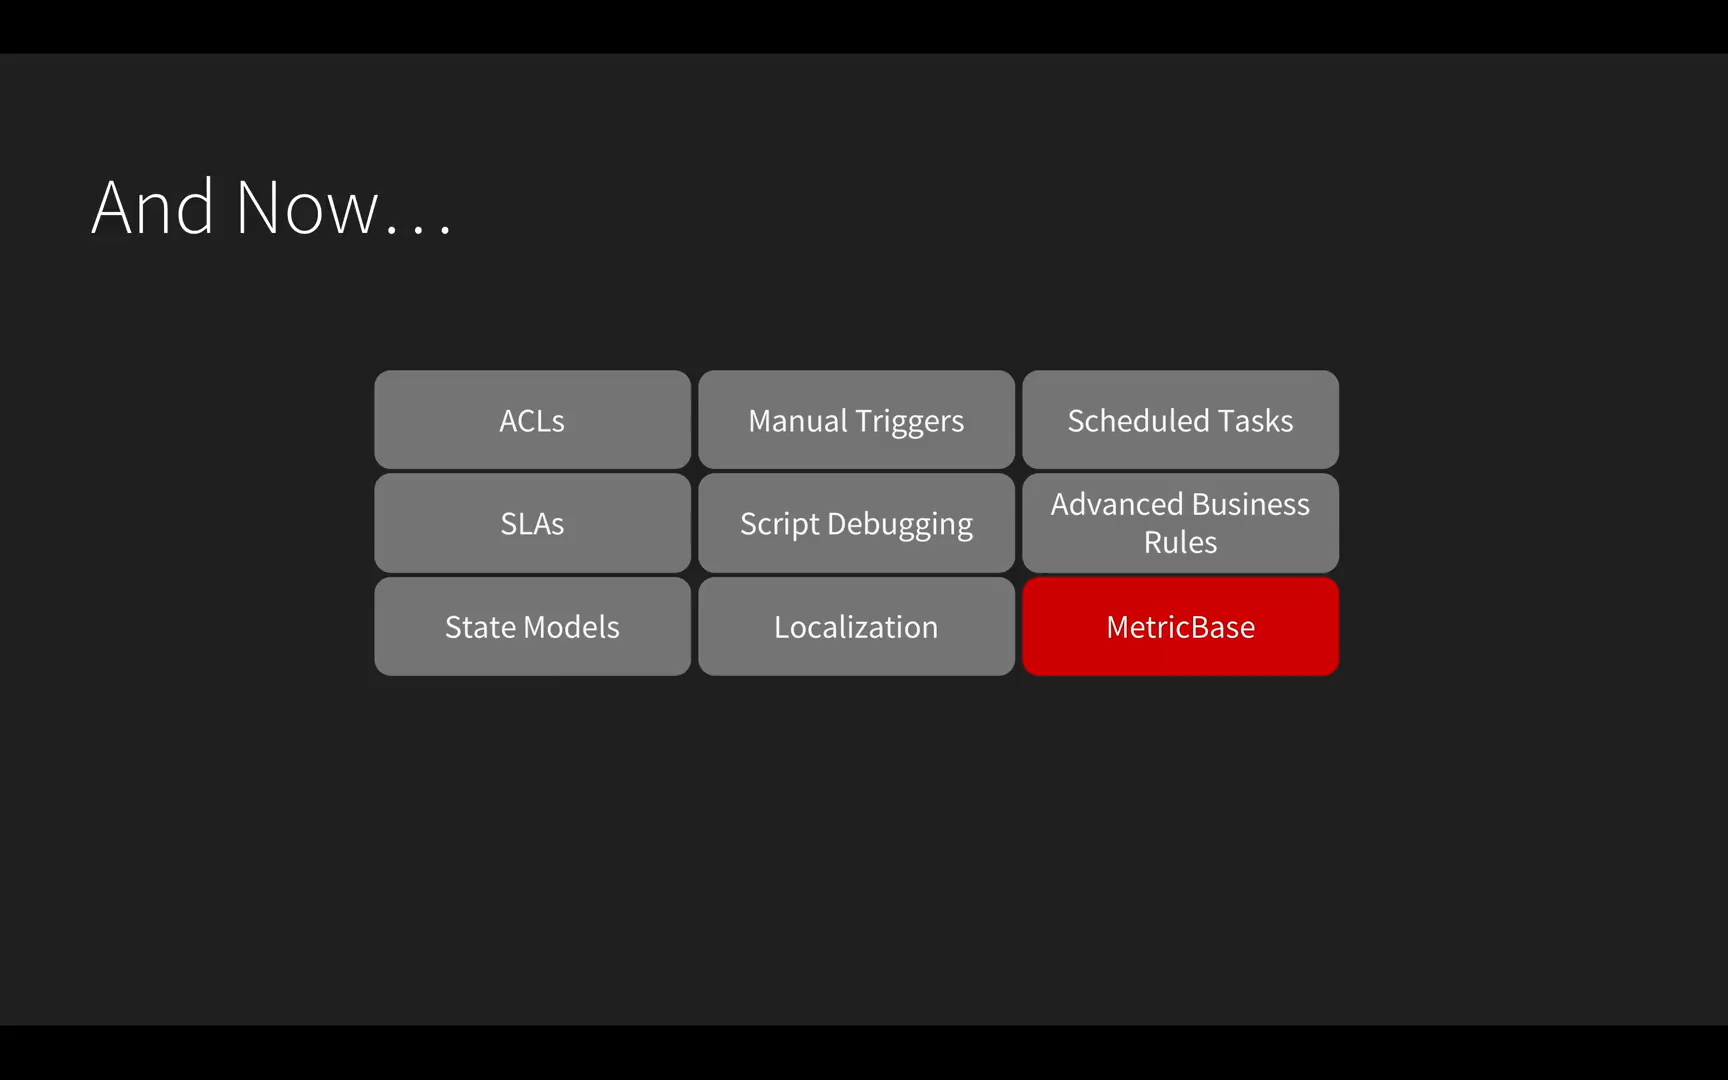 And Now...
ACLs
Manual Triggers
Scheduled Tasks
SLAs
Script Debugging
Advanced Business
Rules
State Models
Localization
MetricBase